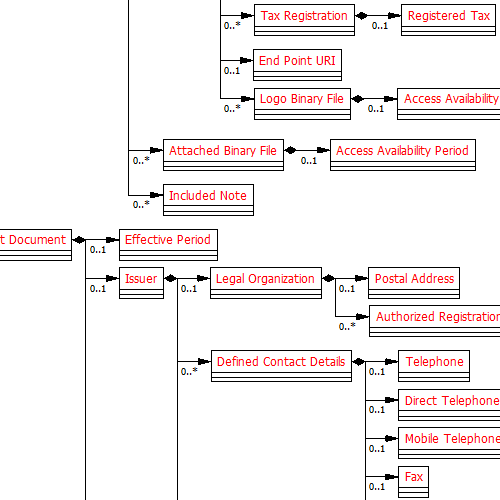 Tax Registration
0..*
0..1
Registered Tax
End Point URI
0..1
Logo Binary File
0..*
0..1
Access Availability
Attached Binary File
0..*
0..1
Access Availability Period
Included Note
0..*
t Document
0..1
Effective Period
0..1
Issuer
0..1
Legal Organization
0..1
Postal Address
0..*
Authorized Registration
0..*
Defined Contact Details
0..1
Telephone
0..1
Direct Telephone
0..1
Mobile Telephone
0..1
Fax